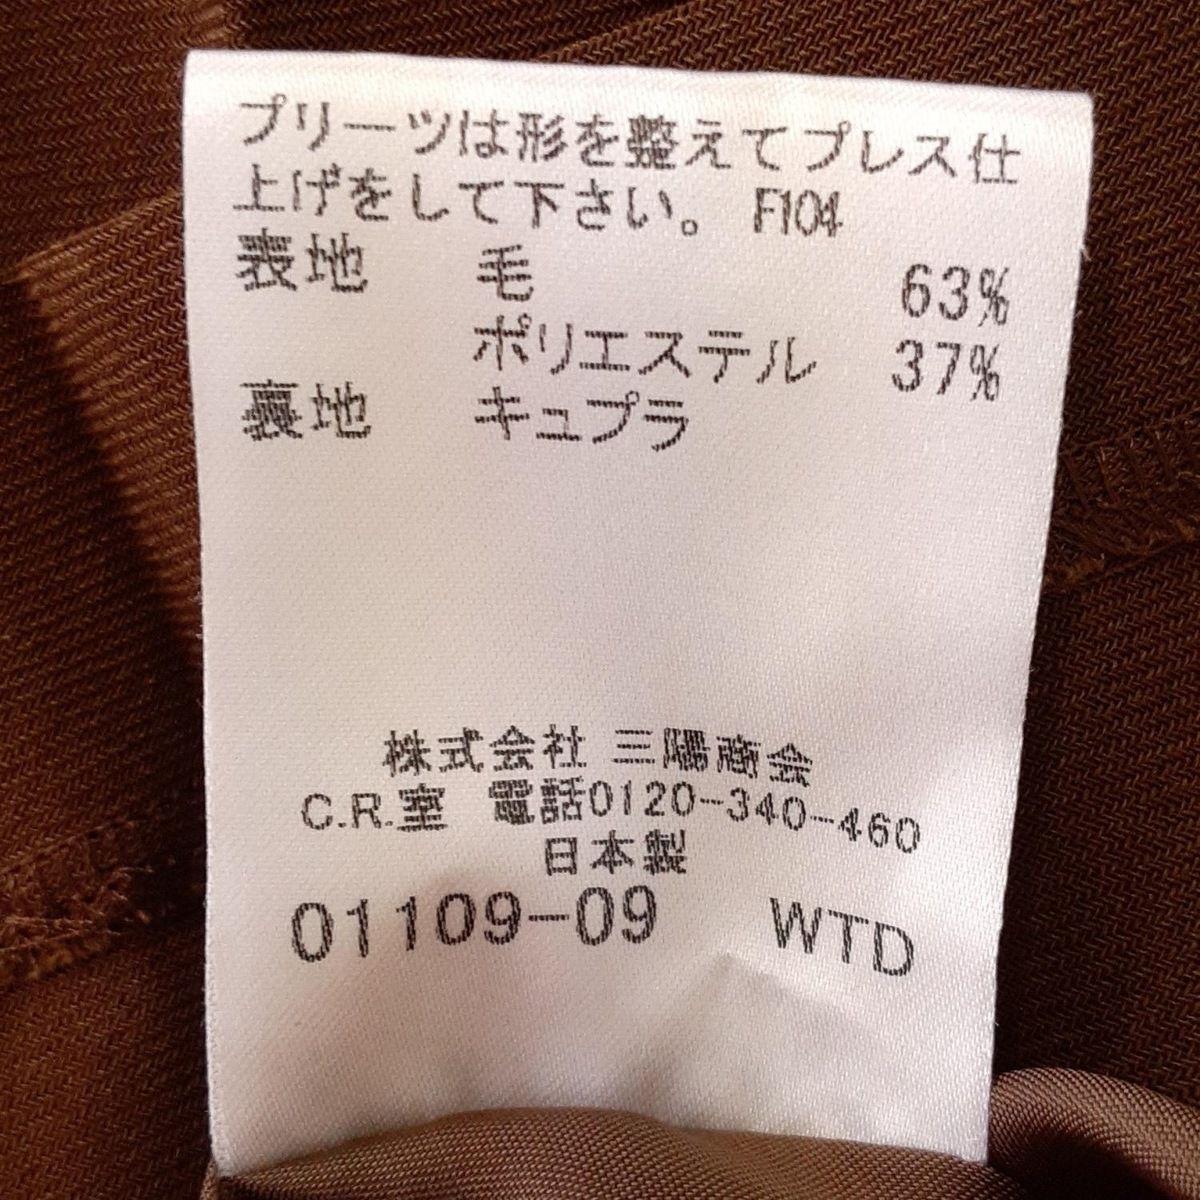 プリーツは形を整えてプレス仕
上げをして下さい。 F104
表地 毛 63%
ポリエステル 37%
裏地 キュプラ
株式会社 三陽商会
C.R.室 電話0120-340-460
日本製
01109-09 WTD